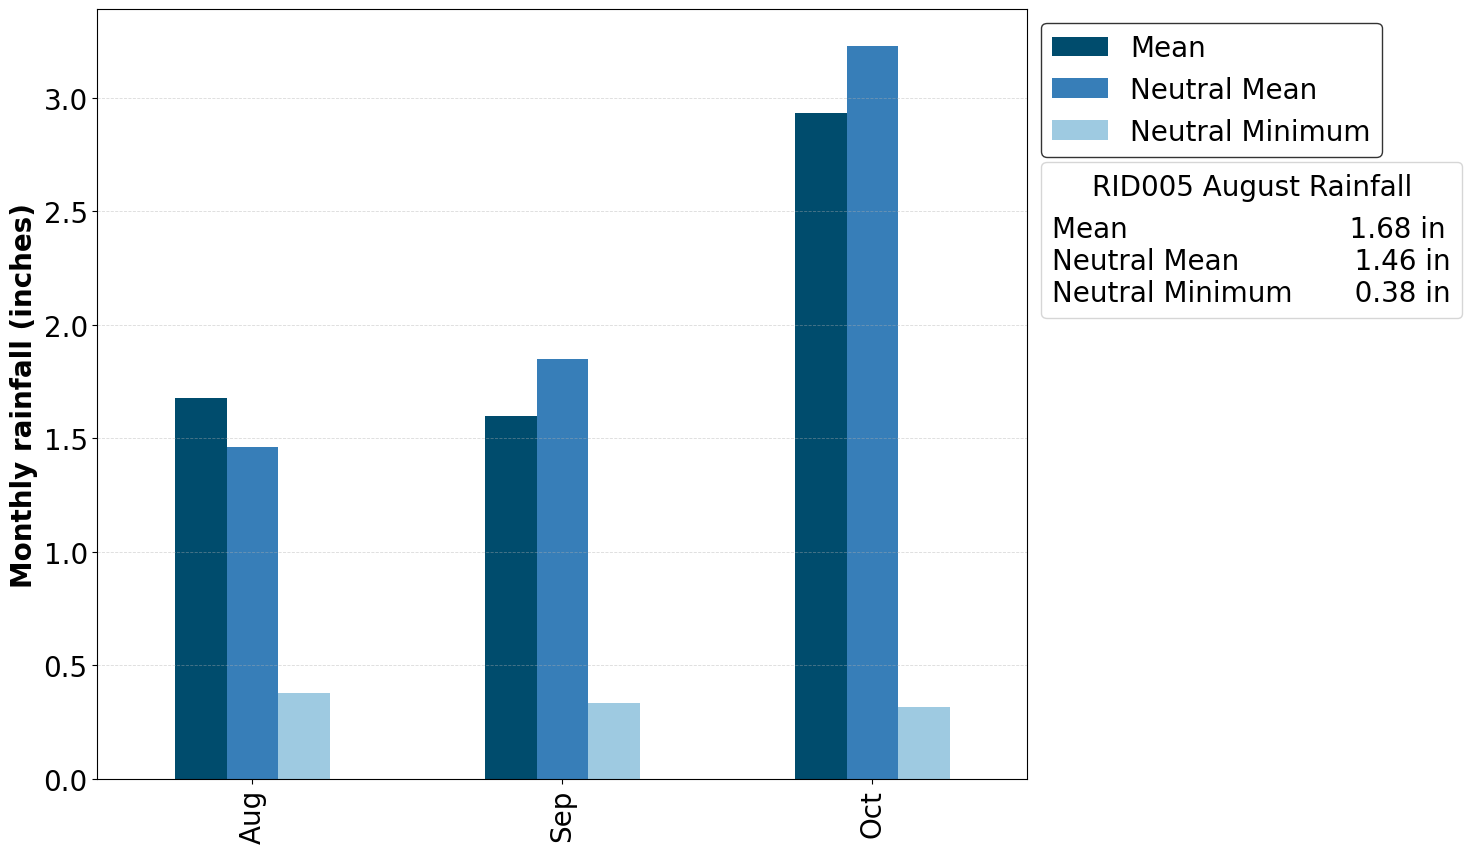 Monthly rainfall (inches)
3.0
2.5
2.0
1.5
1.0
0.5
0.0
Aug
Sep
Oct
Mean
Neutral Mean
Neutral Minimum
RID005 August Rainfall
Mean 1.68 in
Neutral Mean 1.46 in
Neutral Minimum 0.38 in